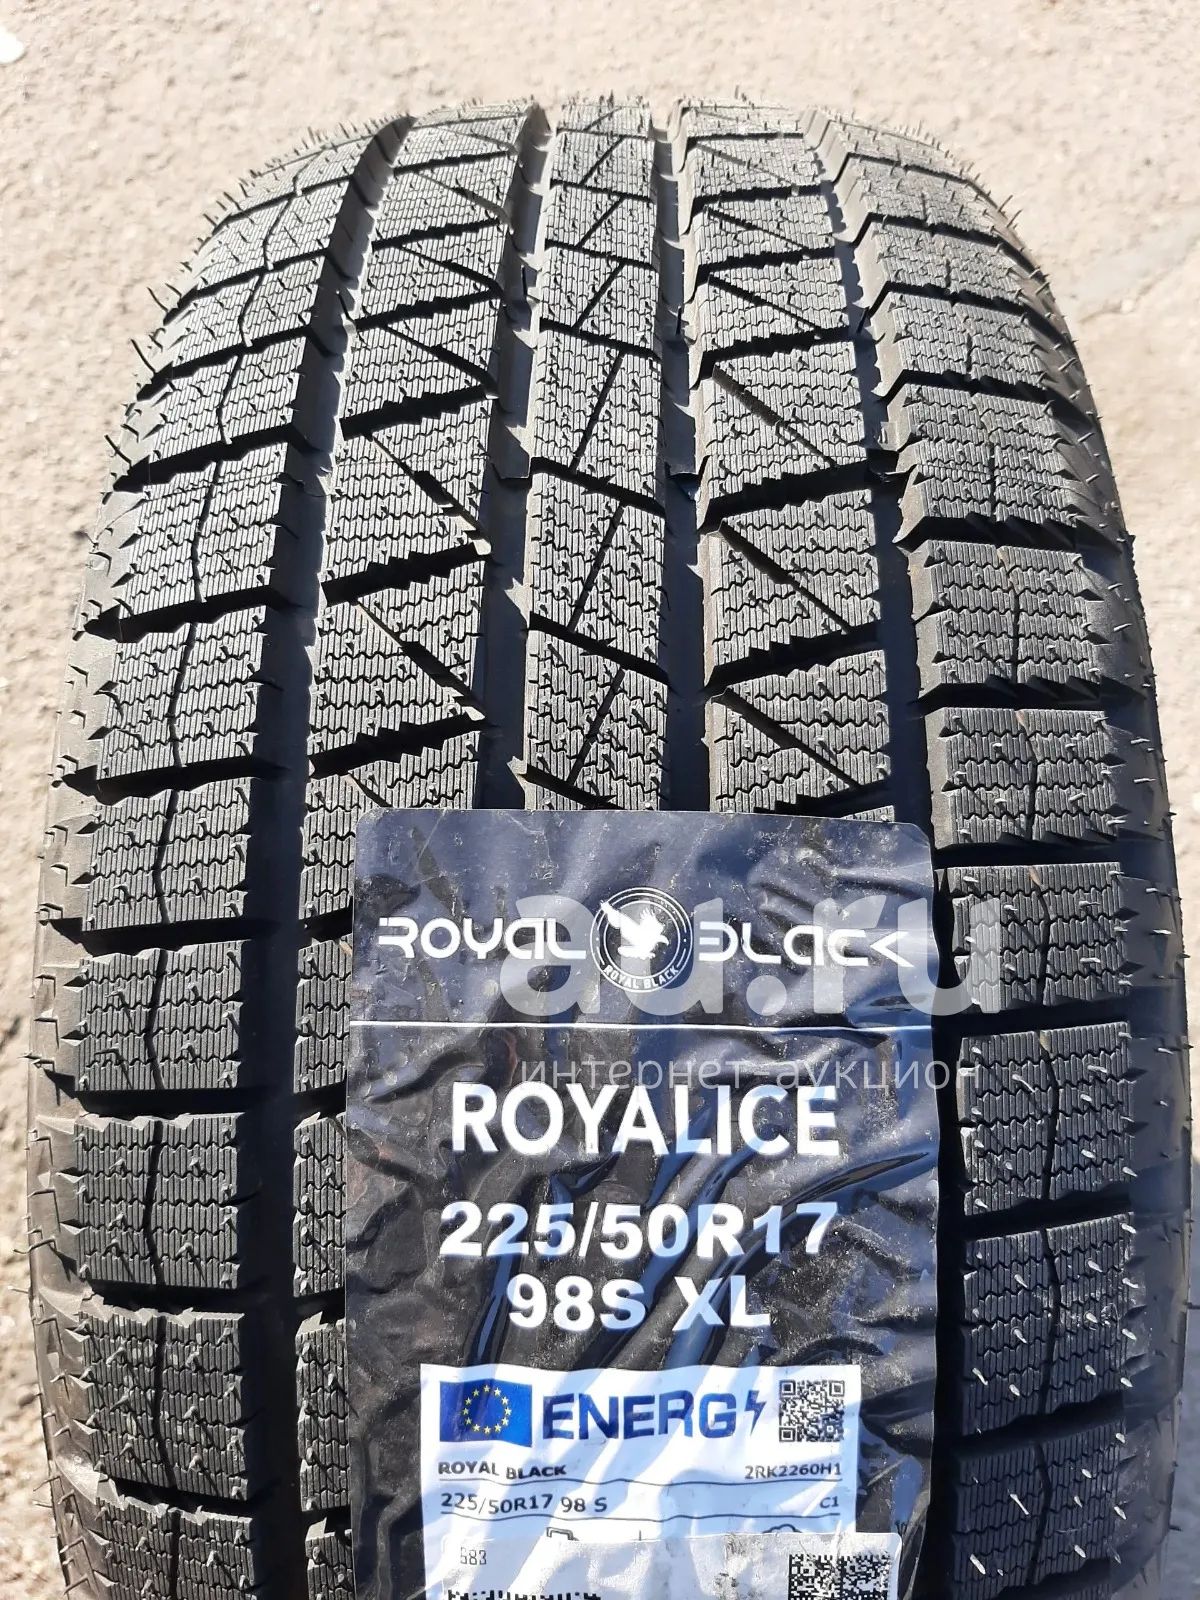 ROYAL BLACK
ROYAL BLACK
au.ru
интернет-аукцион
ROYALICE
225/50R17
98S XL
ENERG
ROYAL BLACK 2RK2260H1
225/50R17 98 S C1
583